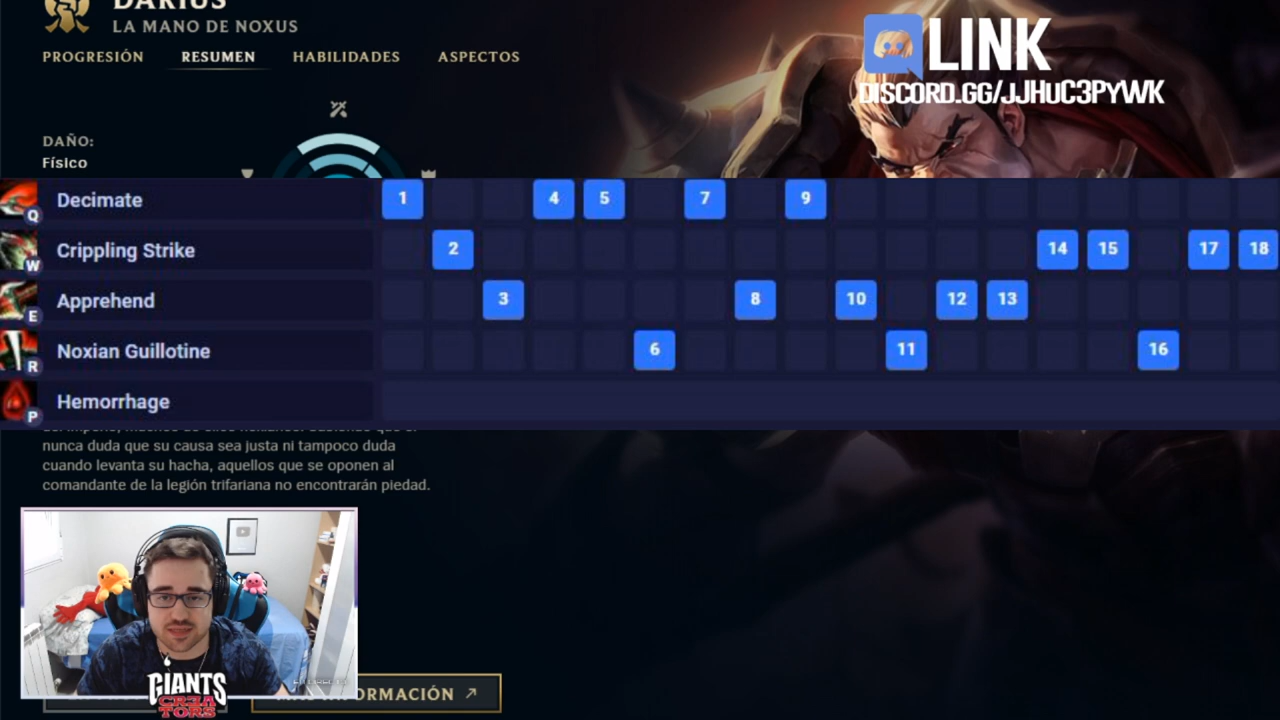 DARIUS
LA MANO DE NOXUS
PROGRESIÓN RESUMEN HABILIDADES ASPECTOS
LINK
DISCORD.GG/JJHUC3PYWK
DAÑO:
Físico
Q Decimate 1 4 5 7 9
W Crippling Strike 2 14 15 17 18
E Apprehend 3 8 10 12 13
R Noxian Guillotine 6 11 16
P Hemorrhage
nunca duda que su causa sea justa ni tampoco duda
cuando levanta su hacha, aquellos que se oponen al
comandante de la legión trifariana no encontrarán piedad.
GIANTS
CREA
TORS
INFORMACIÓN